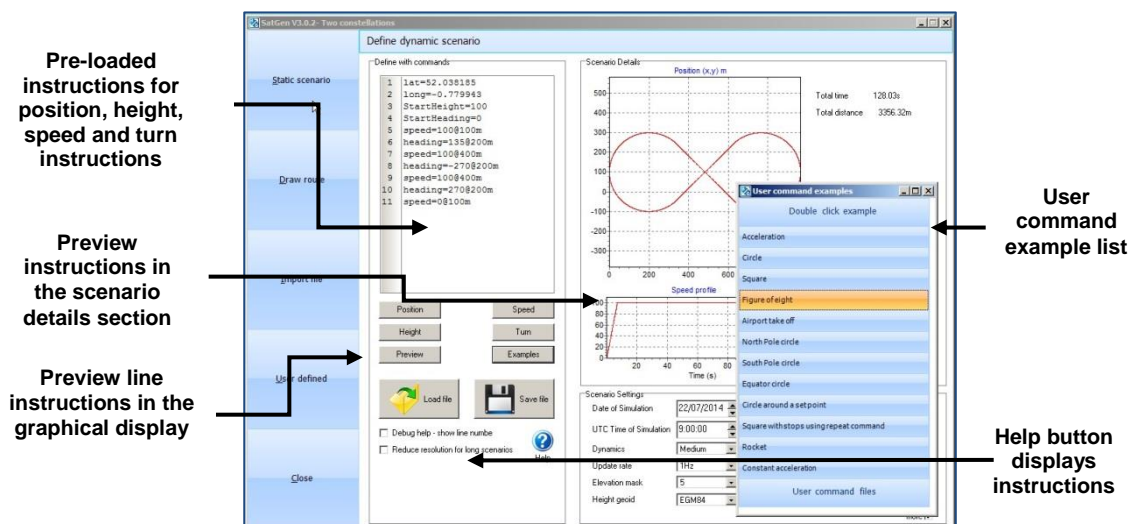 SatGen V3.0.2- Two constellations
Define dynamic scenario
Pre-loaded
instructions for
position, height,
speed and turn
instructions
Preview
instructions in
the scenario
details section
Preview line
instructions in the
graphical display
Static scenario
Draw route
Import file
User defined
Close
Define with commands
1 lat=52.038185
2 long=-0.779943
3 StartHeight=100
4 StartHeading=0
5 speed=100@100m
6 heading=135@200m
7 speed=100@400m
8 heading=-270@200m
9 speed=100@400m
10 heading=270@200m
11 speed=0@100m
Position Speed
Height Turn
Preview Examples
Load file Save file
Debug help - show line numbe
Reduce resolution for long scenarios
Help
Scenario Details
Position (x,y) m
500
400
300
200
100
0
-100
-200
-300
0 200 400 600
Total time 128.03s
Total distance 3356.32m
Speed profile
100
80
60
40
20
0
20 40 60 80
Time (s)
Scenario Settings
Date of Simulation 22/07/2014
UTC Time of Simulation 9:00:00
Dynamics Medium
Update rate 1Hz
Elevation mask 5
Height geoid EGM84
User command examples
Double click example
Acceleration
Circle
Square
Figure of eight
Airport take off
North Pole circle
South Pole circle
Equator circle
Circle around a set point
Square with stops using repeat command
Rocket
Constant acceleration
User command files
User
command
example list
Help button
displays
instructions